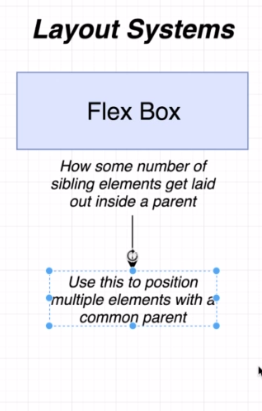 Layout Systems
Flex Box
How some number of
sibling elements get laid
out inside a parent
Use this to position
multiple elements with a
common parent